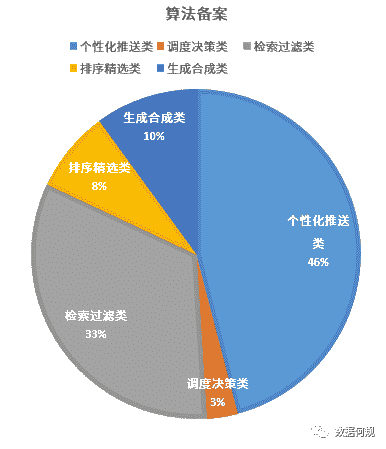 算法备案
个性化推送类 调度决策类 检索过滤类
排序精选类 生成合成类
生成合成类
10%
排序精选类
8%
个性化推送
类
46%
检索过滤类
33%
调度决策类
3%
数据何规